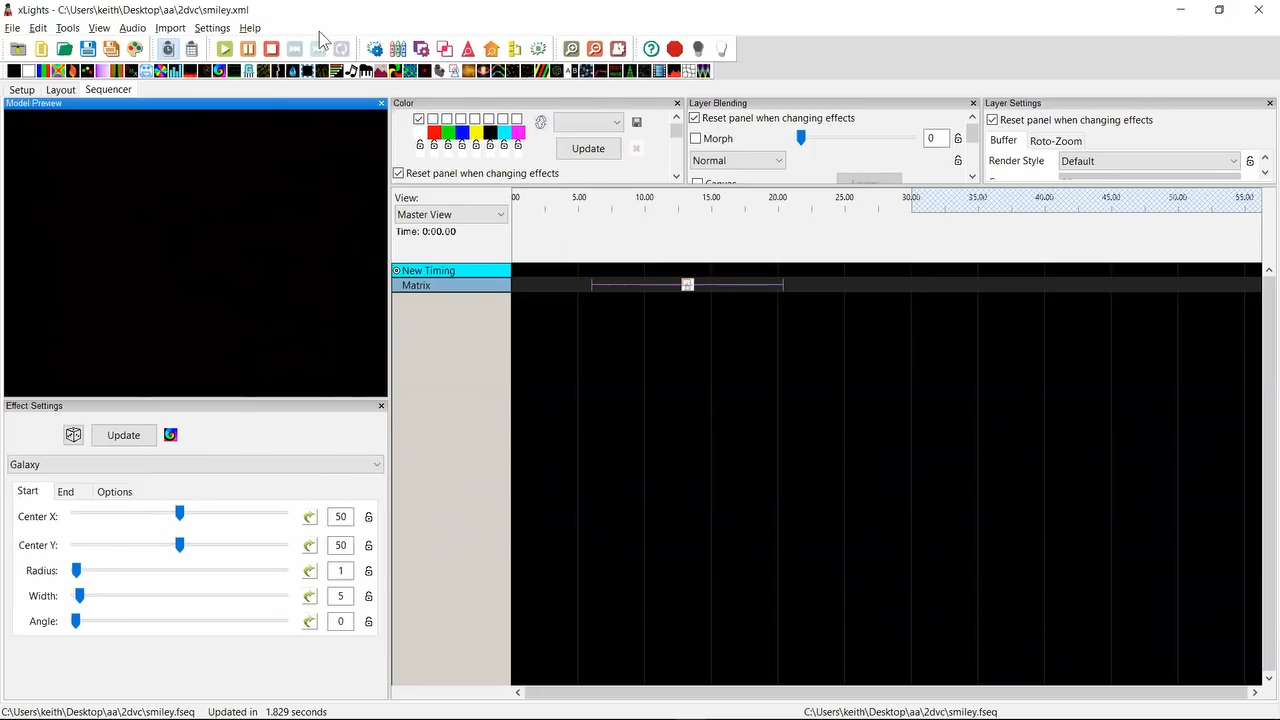 xLights - C:\Users\keith\Desktop\aa\2dvc\smiley.xml
File Edit Tools View Audio Import Settings Help
Setup Layout Sequencer
Model Preview
Color
Update
Reset panel when changing effects
Layer Blending
Reset panel when changing effects
Morph 0
Normal
Layer Settings
Reset panel when changing effects
Buffer Roto-Zoom
Render Style Default
View:
Master View
Time: 0:00.00
00 5.00 10.00 15.00 20.00 25.00 30.00 35.00 40.00 45.00 50.00 55.00
New Timing
Matrix
Effect Settings
Update
Galaxy
Start End Options
Center X: 50
Center Y: 50
Radius: 1
Width: 5
Angle: 0
C:\Users\keith\Desktop\aa\2dvc\smiley.fseq Updated in 1.829 seconds C:\Users\keith\Desktop\aa\2dvc\smiley.fseq